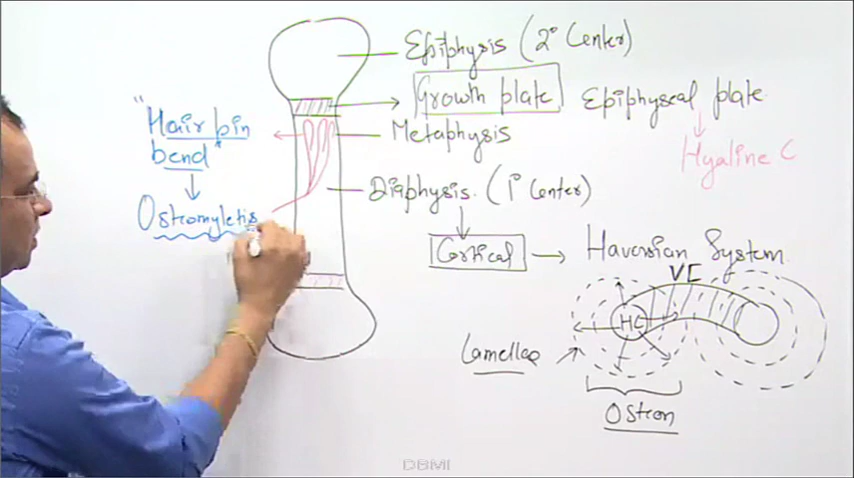 Epiphysis (2° Center)
Growth plate
Epiphyseal plate
"Hair pin
bend"
Metaphysis
Hyaline C
Diaphysis. (1° Center)
Osteomyletis
Cortical
Haversian System
VC
HC
Lamellae
Osteon
DBMI